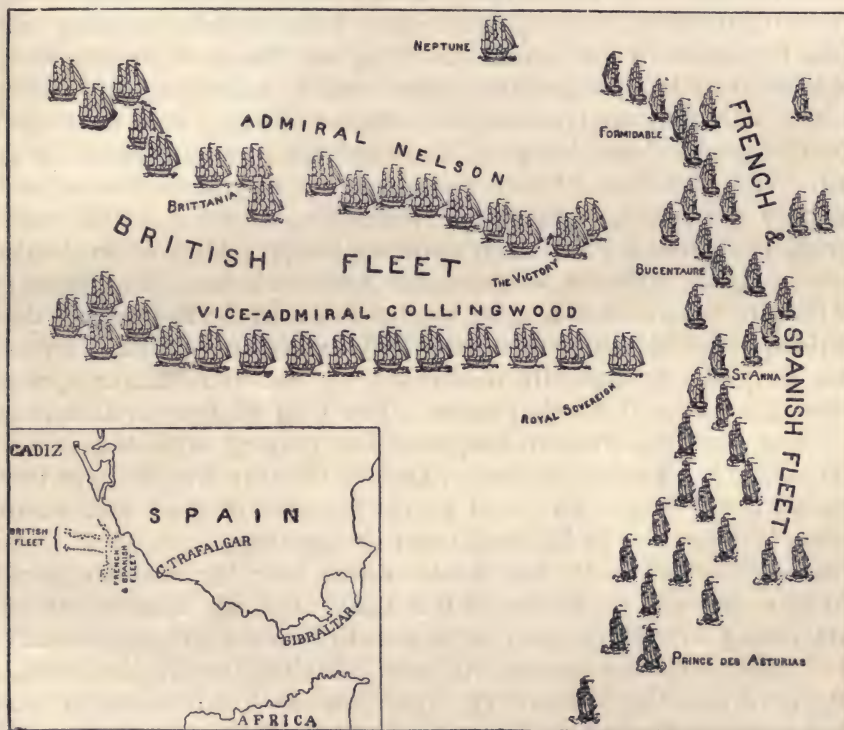 NEPTUNE
ADMIRAL NELSON
FORMIDABLE
FRENCH & SPANISH FLEET
BRITTANIA
BRITISH FLEET
THE VICTORY
BUCENTAURE
VICE-ADMIRAL COLLINGWOOD
ST ANNA
ROYAL SOVEREIGN
CADIZ
SPAIN
BRITISH
FLEET
FRENCH
& SPANISH
FLEET
C. TRAFALGAR
GIBRALTAR
PRINCE DES ASTURIAS
AFRICA